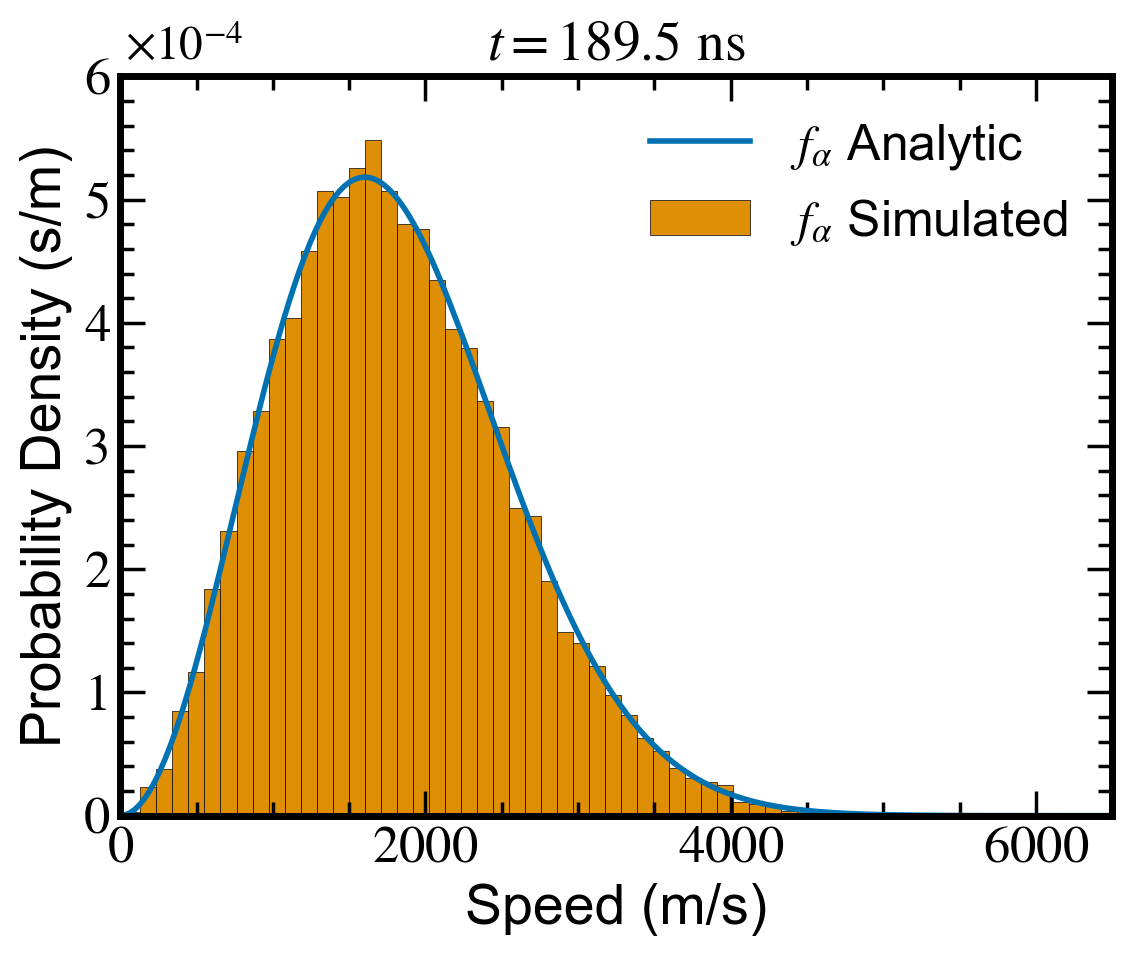 ×10⁻⁴
t = 189.5 ns
6
5
4
3
2
1
0
Probability Density (s/m)
fα Analytic
fα Simulated
0 2000 4000 6000
Speed (m/s)